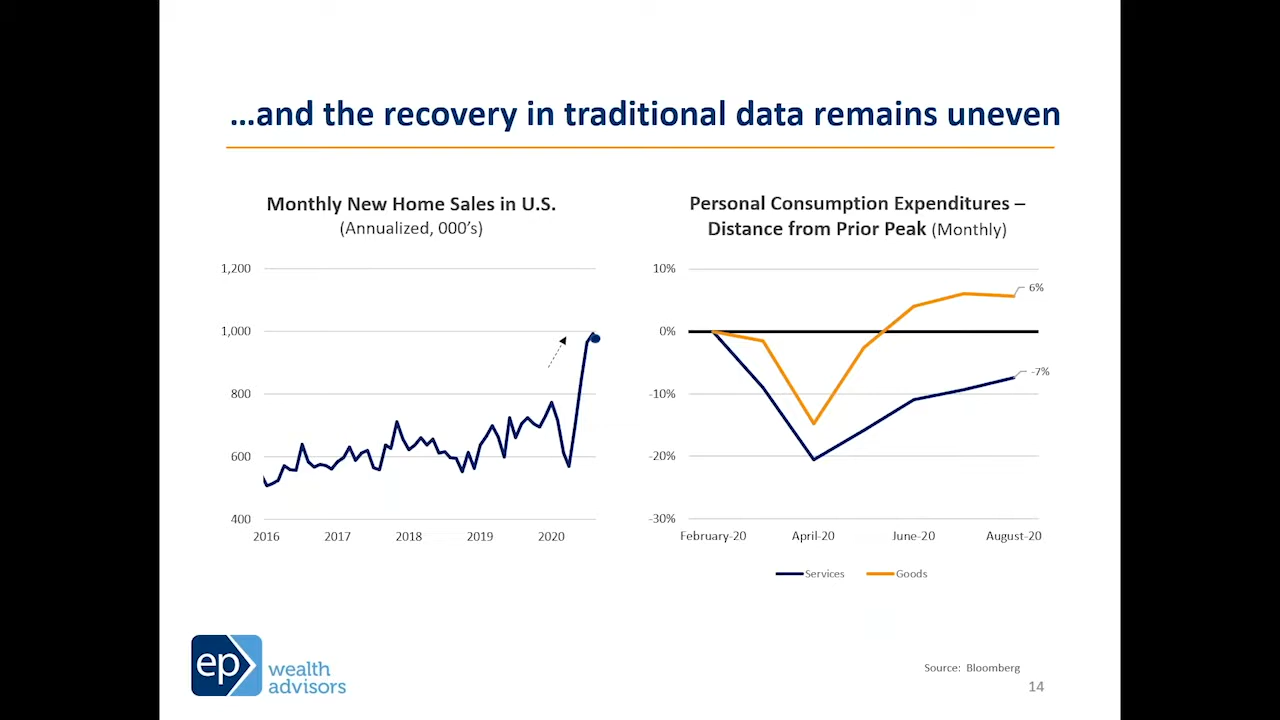 …and the recovery in traditional data remains uneven
Monthly New Home Sales in U.S.
(Annualized, 000’s)
1,200
1,000
800
600
400
2016 2017 2018 2019 2020
Personal Consumption Expenditures –
Distance from Prior Peak (Monthly)
10%
0%
-10%
-20%
-30%
6%
-7%
February-20 April-20 June-20 August-20
Services Goods
ep wealth
advisors
Source: Bloomberg
14